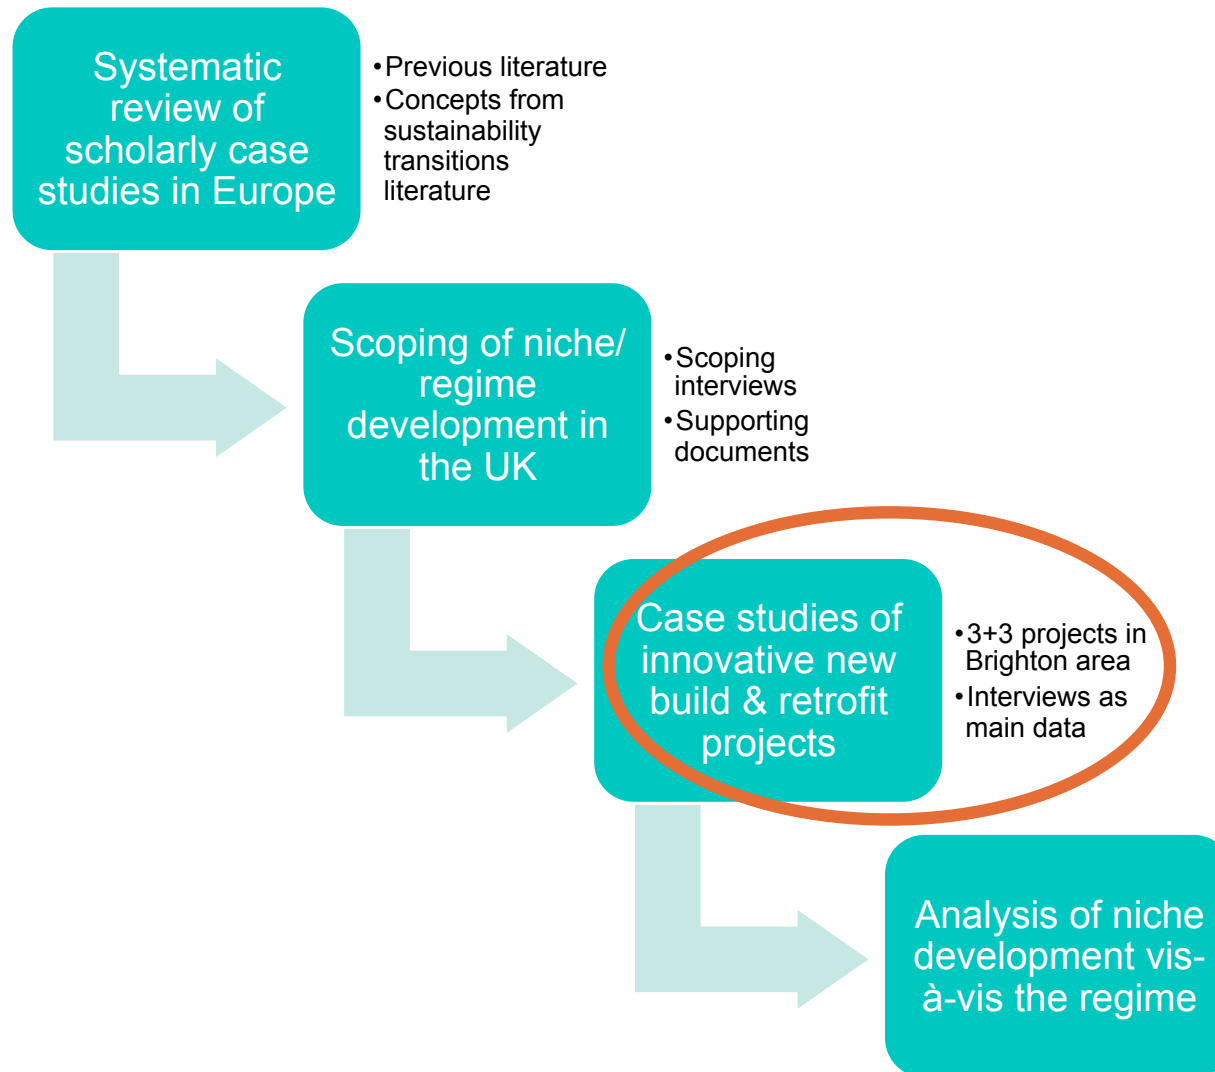 Systematic
review of
scholarly case
studies in Europe
•Previous literature
•Concepts from
sustainability
transitions
literature
Scoping of niche/
regime
development in
the UK
•Scoping
interviews
•Supporting
documents
Case studies of
innovative new
build & retrofit
projects
•3+3 projects in
Brighton area
•Interviews as
main data
Analysis of niche
development vis-
à-vis the regime